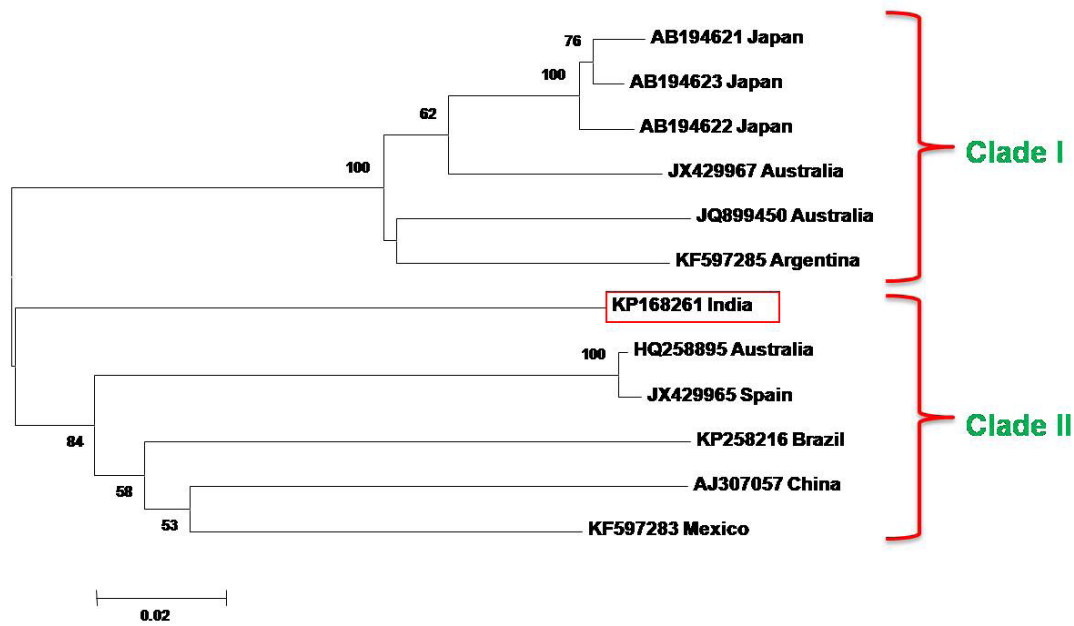 76
AB194621 Japan
100
AB194623 Japan
62
AB194622 Japan
Clade I
100
JX429967 Australia
JQ899450 Australia
KF597285 Argentina
KP168261 India
100
HQ258895 Australia
JX429965 Spain
Clade II
84
KP258216 Brazil
58
AJ307057 China
53
KF597283 Mexico
0.02